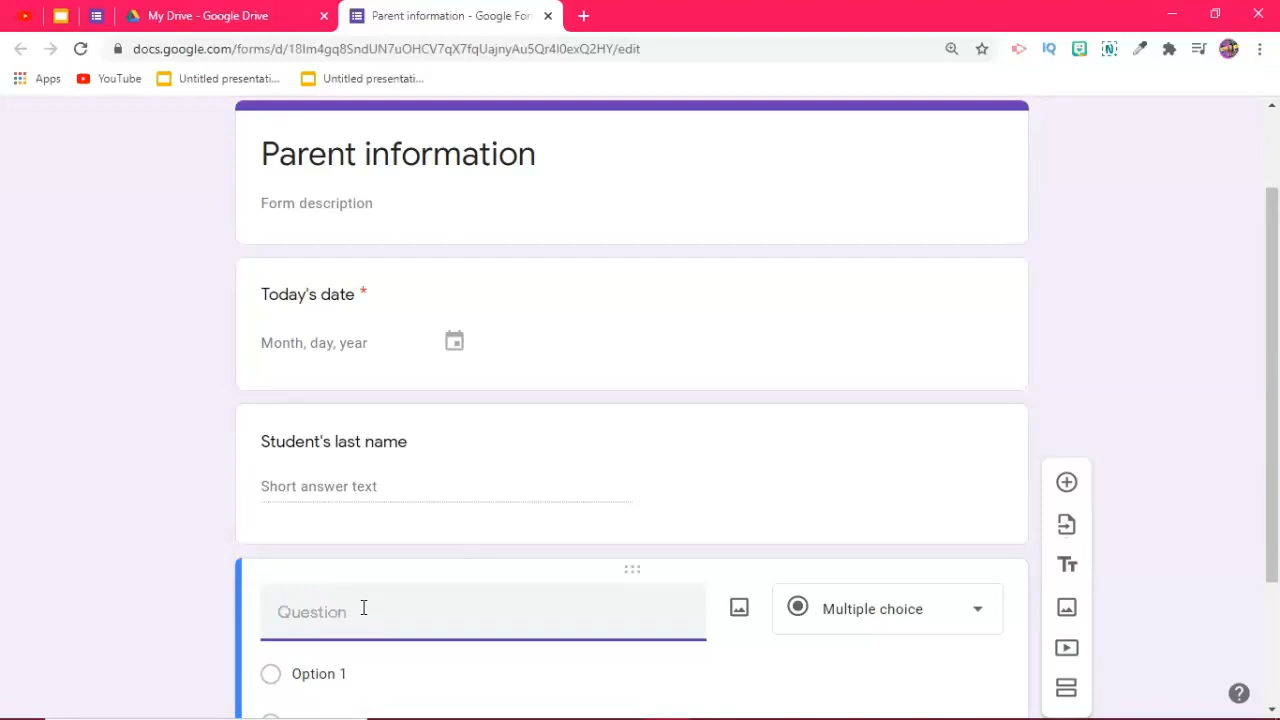 My Drive - Google Drive
Parent information - Google For
docs.google.com/forms/d/18Im4gq8SndUN7uOHCV7qX7fqUajnyAu5Qr4I0exQ2HY/edit
IQ
N
Apps
YouTube
Untitled presentati...
Untitled presentati...
Parent information
Form description
Today's date *
Month, day, year
Student's last name
Short answer text
Question
Multiple choice
Option 1
Tт